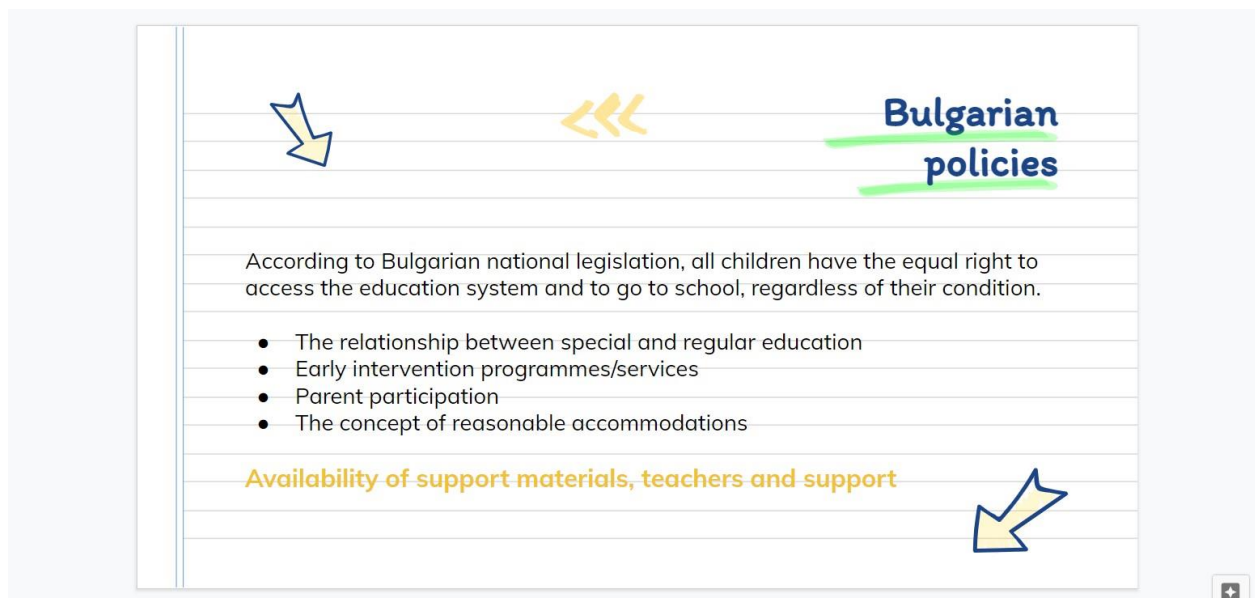 Bulgarian
policies
According to Bulgarian national legislation, all children have the equal right to
access the education system and to go to school, regardless of their condition.
● The relationship between special and regular education
● Early intervention programmes/services
● Parent participation
● The concept of reasonable accommodations
Availability of support materials, teachers and support